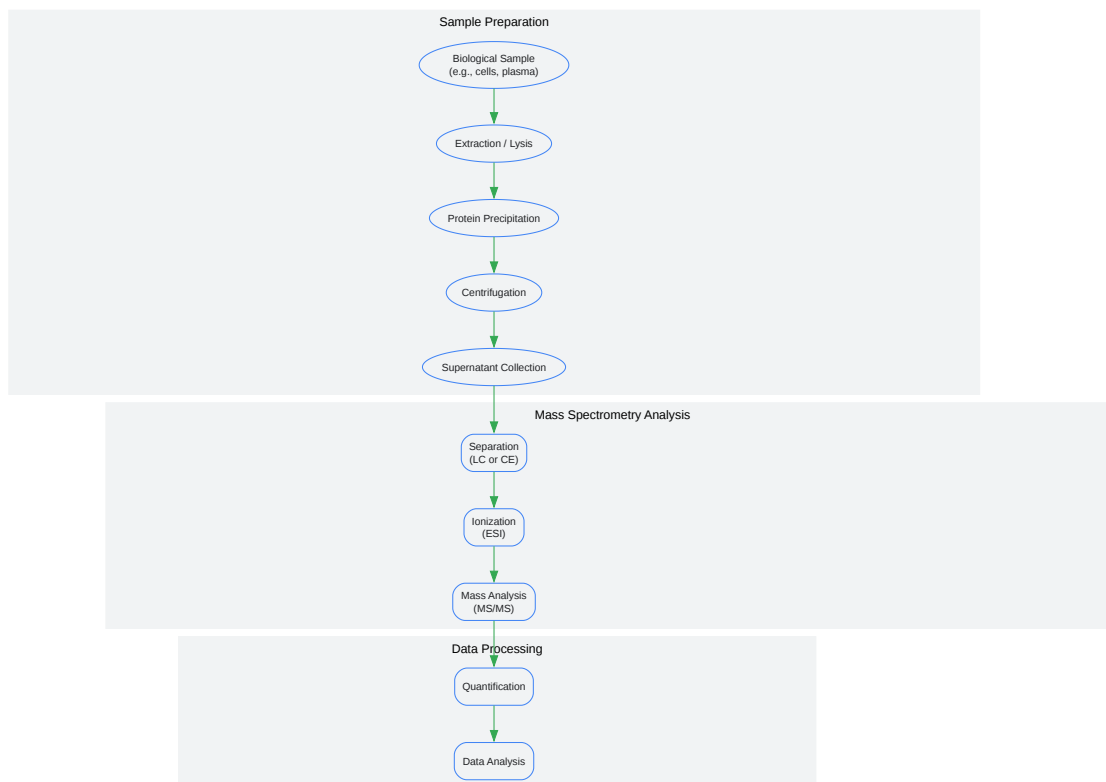 Sample Preparation
Biological Sample
(e.g., cells, plasma)
Extraction / Lysis
Protein Precipitation
Centrifugation
Supernatant Collection
Mass Spectrometry Analysis
Separation
(LC or CE)
Ionization
(ESI)
Mass Analysis
(MS/MS)
Data Processing
Quantification
Data Analysis